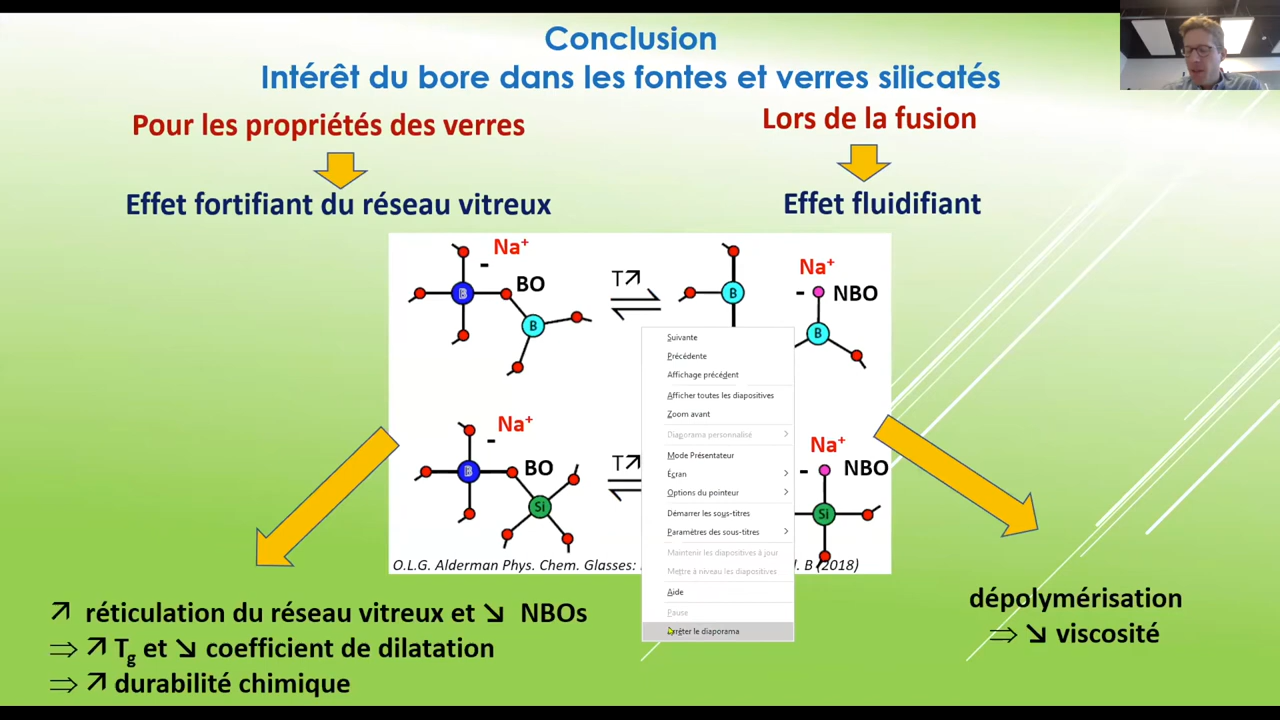 Conclusion
Intérêt du bore dans les fontes et verres silicatés
Pour les propriétés des verres
Lors de la fusion
Effet fortifiant du réseau vitreux
Effet fluidifiant
Na+
-
B
BO
B
T↗
B
Na+
-
NBO
B
Na+
-
B
BO
Si
T↗
Na+
-
NBO
Si
O.L.G. Alderman Phys. Chem. Glasses:
l. B (2018)
Suivante
Précédente
Affichage précédent
Afficher toutes les diapositives
Zoom avant
Diaporama personnalisé
Mode Présentateur
Écran
Options du pointeur
Démarrer les sous-titres
Paramètres des sous-titres
Maintenir les diapositives à jour
Mettre à niveau les diapositives
Aide
Pause
Arrêter le diaporama
↗ réticulation du réseau vitreux et ↘ NBOs
⇒ ↗ Tg et ↘ coefficient de dilatation
⇒ ↗ durabilité chimique
dépolymérisation
⇒ ↘ viscosité